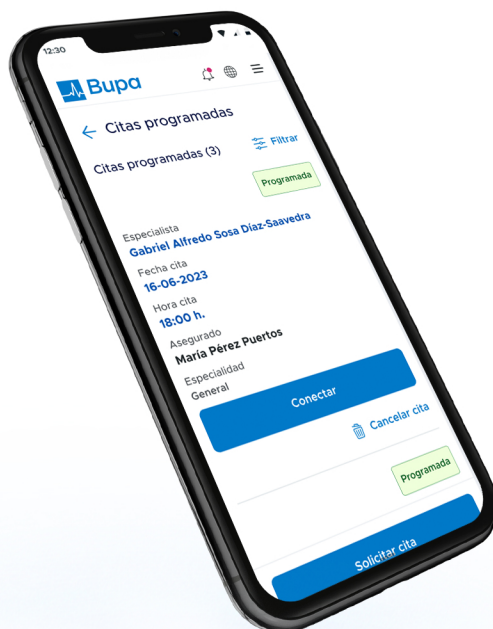 12:30
Bupa
Citas programadas
Citas programadas (3)
Filtrar
Programada
Especialista
Gabriel Alfredo Sosa Díaz-Saavedra
Fecha cita
16-06-2023
Hora cita
18:00 h.
Asegurado
María Pérez Puertos
Especialidad
General
Conectar
Cancelar cita
Programada
Solicitar cita